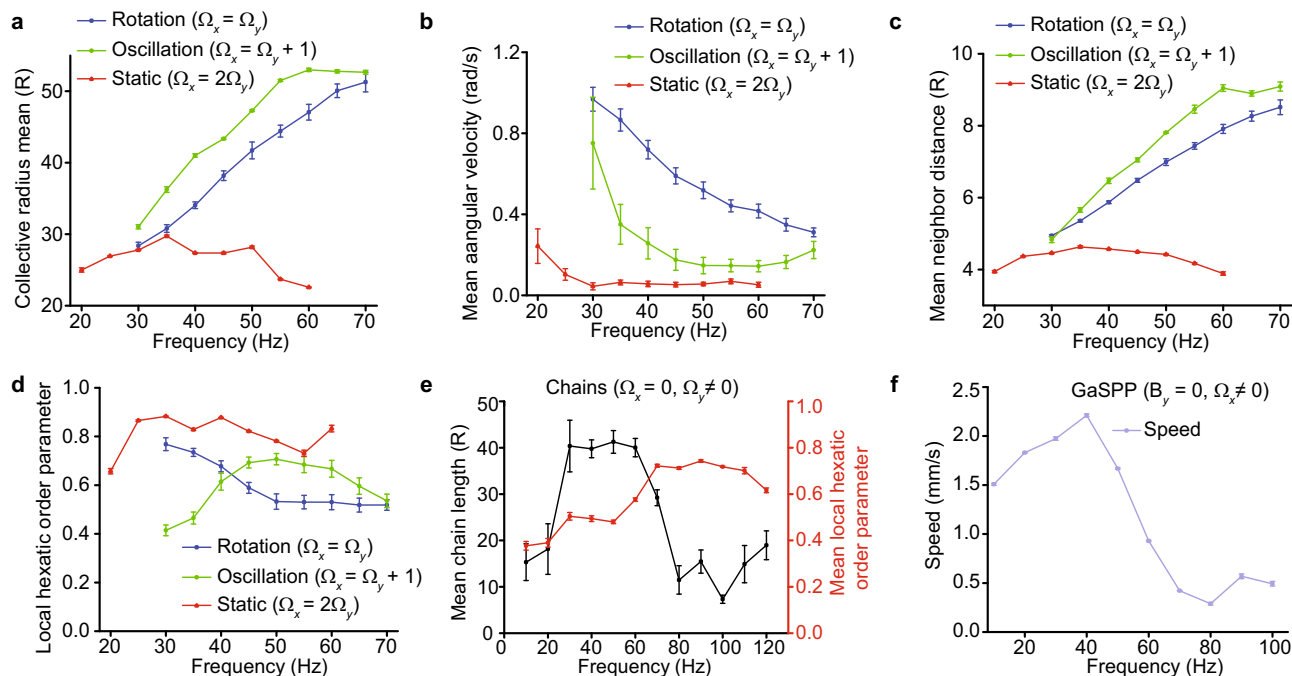 a
Rotation (Ωx = Ωy)
Oscillation (Ωx = Ωy + 1)
Static (Ωx = 2Ωy)
Collective radius mean (R)
50
40
30
20
20 30 40 50 60 70
Frequency (Hz)
b
Rotation (Ωx = Ωy)
Oscillation (Ωx = Ωy + 1)
Static (Ωx = 2Ωy)
Mean aangular velocity (rad/s)
1.2
0.8
0.4
0.0
20 30 40 50 60 70
Frequency (Hz)
c
Rotation (Ωx = Ωy)
Oscillation (Ωx = Ωy + 1)
Static (Ωx = 2Ωy)
Mean neighbor distance (R)
10
8
6
4
20 30 40 50 60 70
Frequency (Hz)
d
Local hexatic order parameter
1.0
0.8
0.6
0.4
0.2
0.0
Rotation (Ωx = Ωy)
Oscillation (Ωx = Ωy + 1)
Static (Ωx = 2Ωy)
20 30 40 50 60 70
Frequency (Hz)
e
Chains (Ωx = 0, Ωy ≠ 0)
Mean chain length (R)
50
40
30
20
10
0
1.0
0.8
0.6
0.4
0.2
0.0
Mean local hexatic
order parameter
0 20 40 60 80 100 120
Frequency (Hz)
f
GaSPP (By = 0, Ωx ≠ 0)
Speed
Speed (mm/s)
2.5
2.0
1.5
1.0
0.5
0.0
20 40 60 80 100
Frequency (Hz)